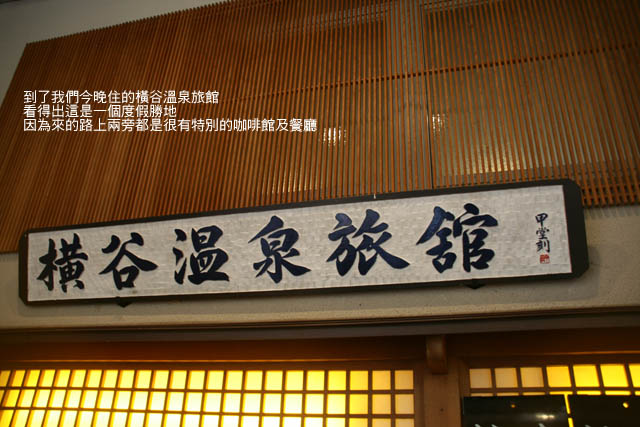 到了我們今晚住的橫谷溫泉旅館
看得出這是一個度假勝地
因為來的路上兩旁都是很有特別的咖啡館及餐廳
橫谷温泉旅舘
甲堂刻